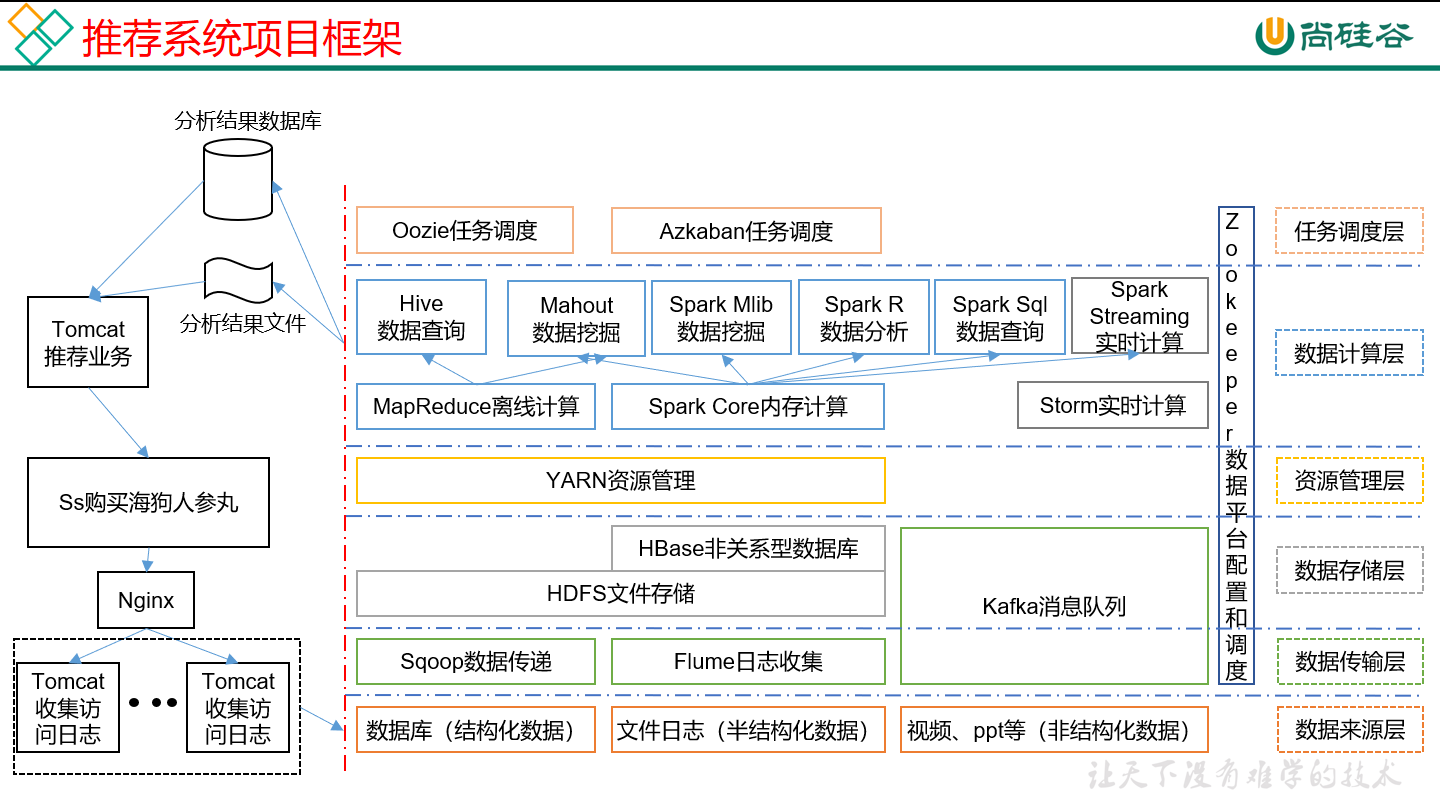 推荐系统项目框架
尚硅谷
分析结果数据库
分析结果文件
Tomcat
推荐业务
Ss购买海狗人参丸
Nginx
Tomcat
收集访
问日志
Tomcat
收集访
问日志
Oozie任务调度
Azkaban任务调度
任务调度层
Hive
数据查询
Mahout
数据挖掘
Spark Mlib
数据挖掘
Spark R
数据分析
Spark Sql
数据查询
Spark
Streaming
实时计算
数据计算层
MapReduce离线计算
Spark Core内存计算
Storm实时计算
YARN资源管理
资源管理层
HBase非关系型数据库
HDFS文件存储
Kafka消息队列
数据存储层
Sqoop数据传递
Flume日志收集
数据传输层
Zookeeper数据平台配置和调度
数据库（结构化数据）
文件日志（半结构化数据）
视频、ppt等（非结构化数据）
数据来源层
让天下没有难学的技术